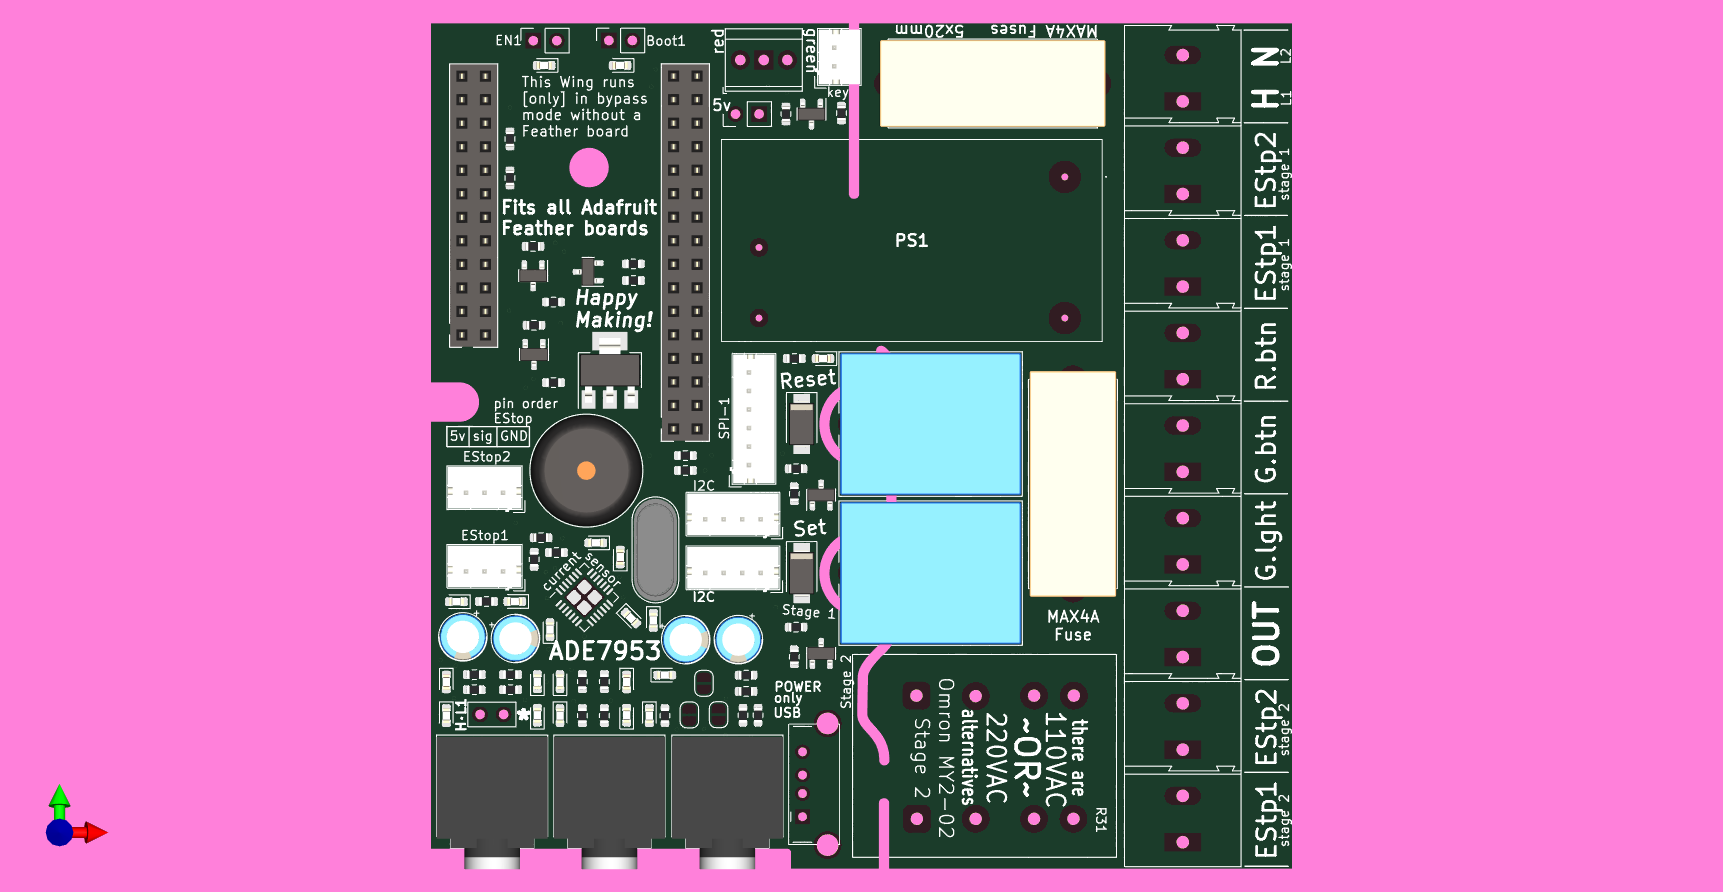 EN1
Boot1
This Wing runs
[only] in bypass
mode without a
Feather board
Fits all Adafruit
Feather boards
Happy
Making!
red
green
key
5v
5x20mm
MAX4A Fuses
PS1
pin order
EStop
5v sig GND
EStop2
EStop1
SPI-1
I2C
I2C
Reset
Set
Stage 1
current sensor
ADE7953
H.L1
*
POWER
only
USB
Stage 2
MAX4A
Fuse
Omron MY2-02
Stage 2
there are
110VAC
~OR~
220VAC
alternatives
R31
N
L2
H
L1
EStp2
stage 1
EStp1
stage 1
R.btn
G.btn
G.lght
OUT
EStp2
stage 2
EStp1
stage 2